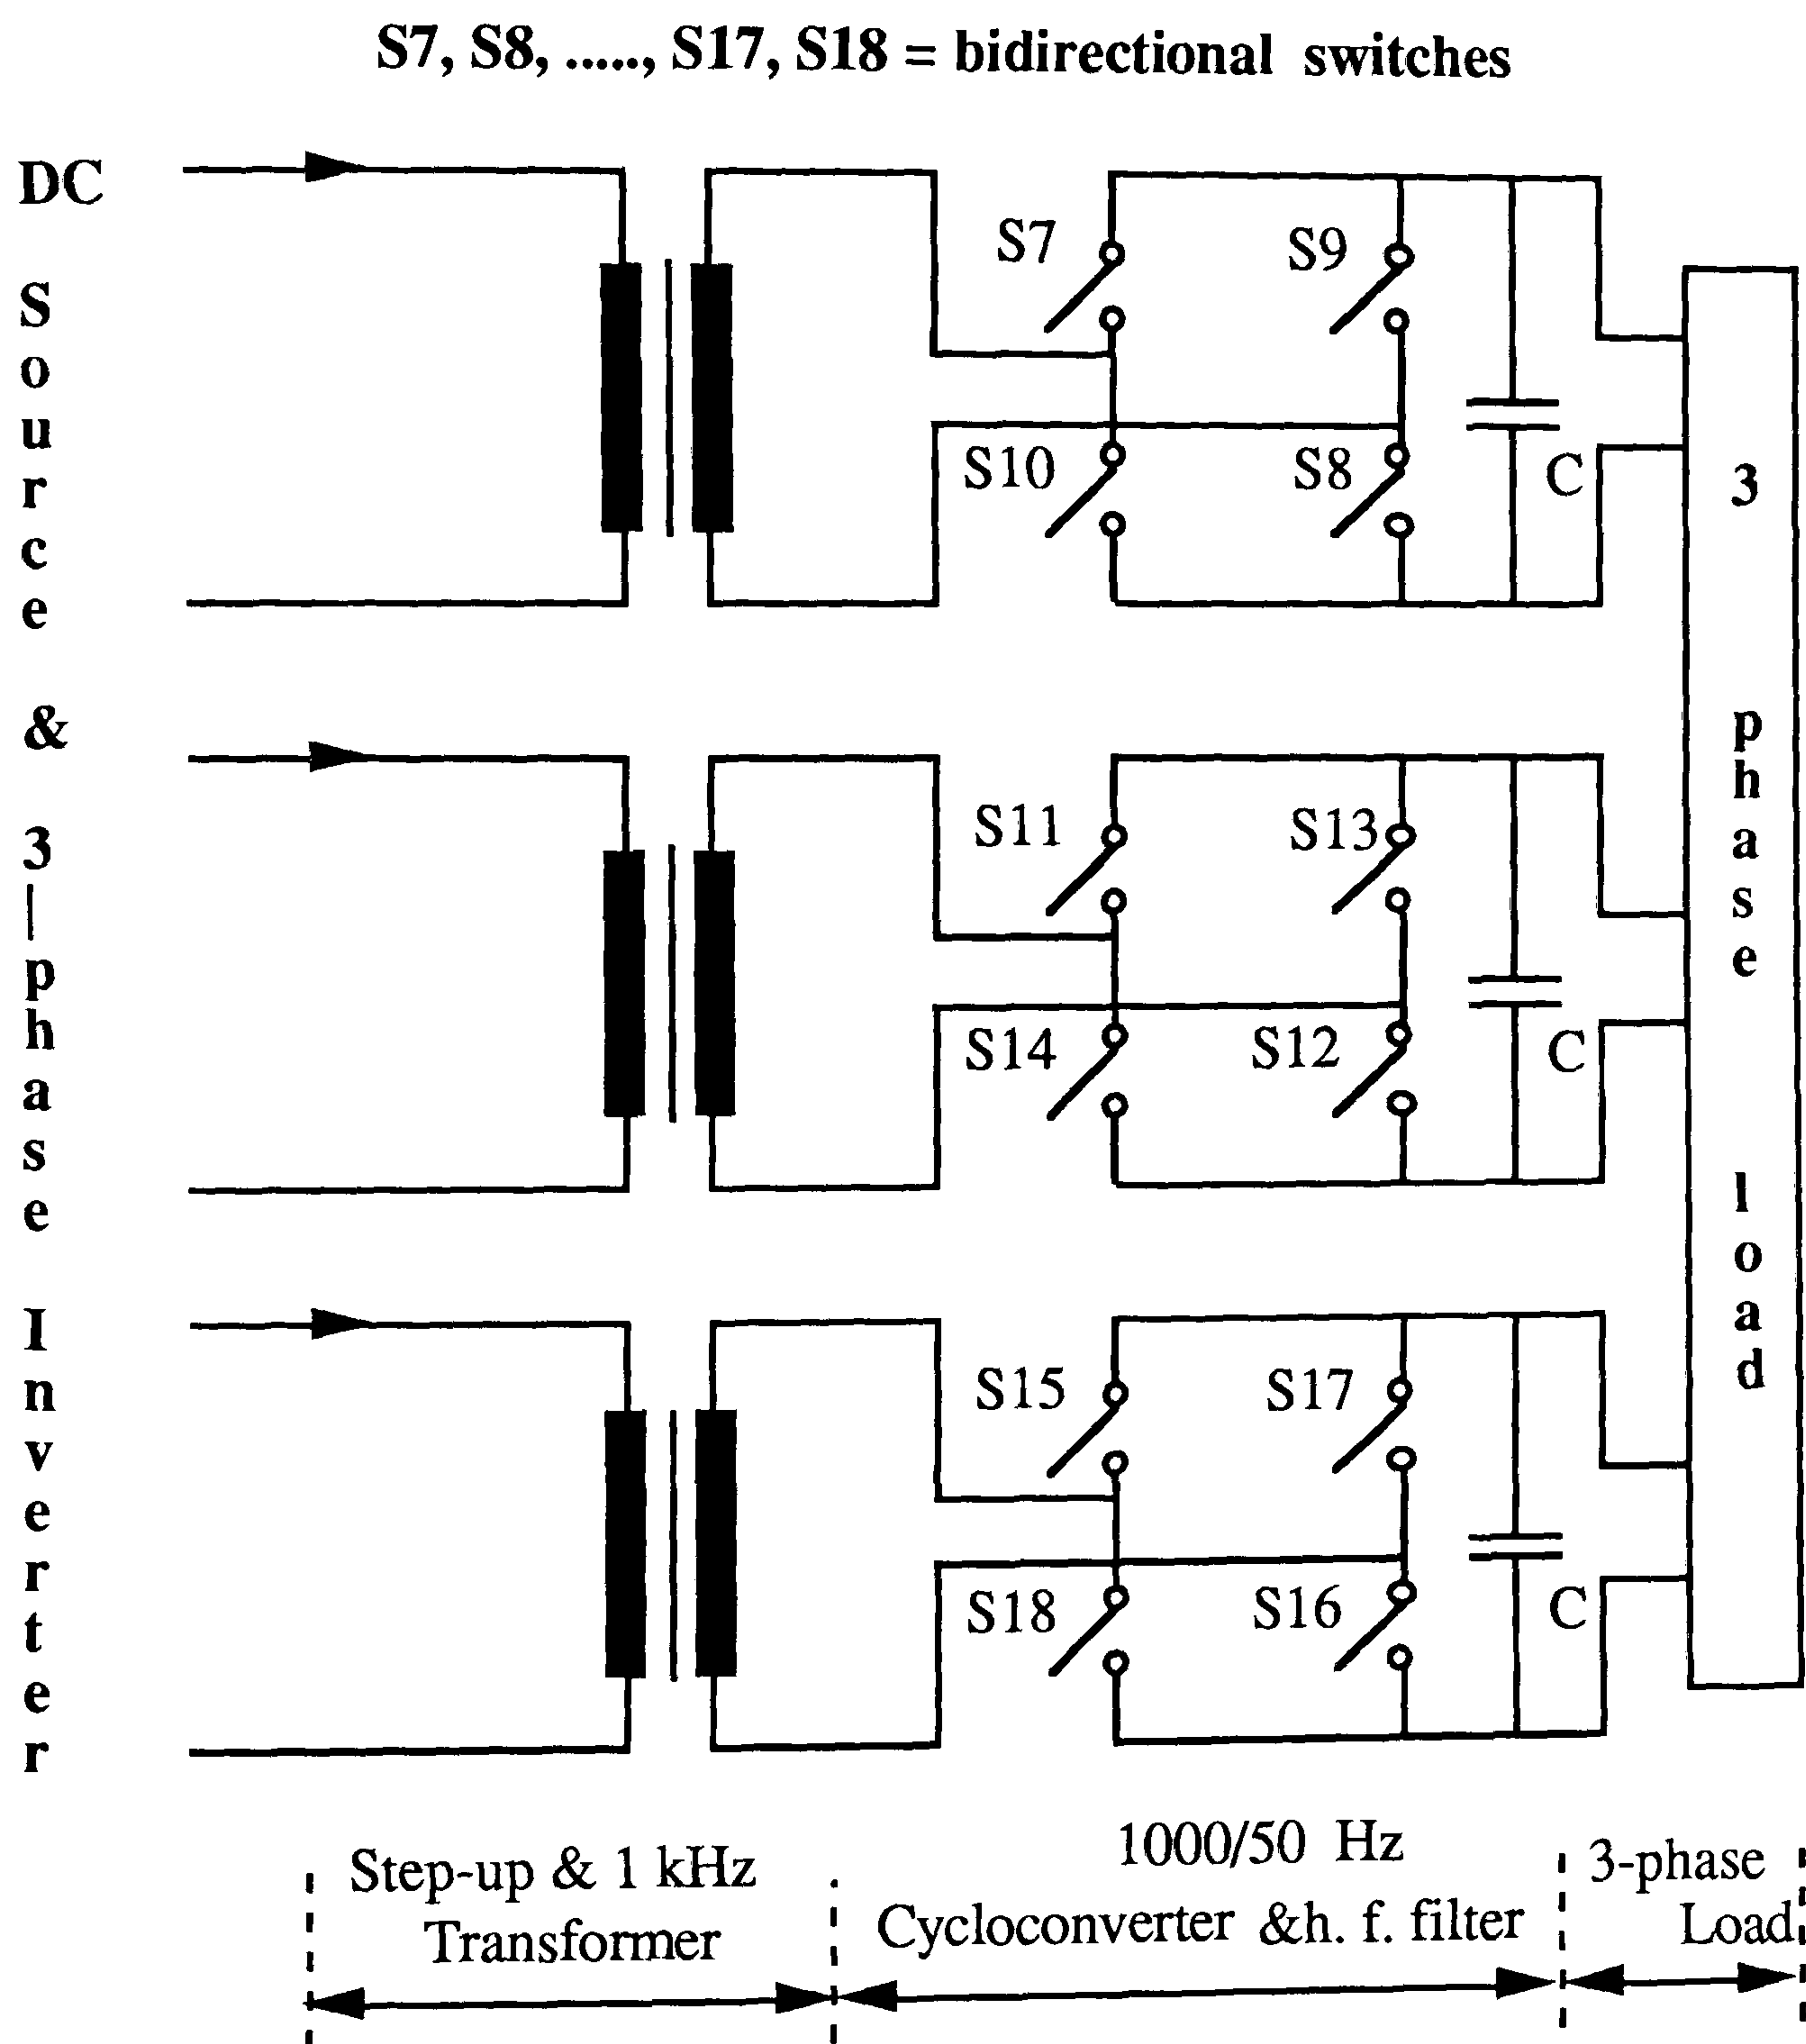 S7, S8, ....., S17, S18 = bidirectional switches
DC Source & 3-phase Inverter
S7
S9
S10
S8
C
S11
S13
S14
S12
C
S15
S17
S18
S16
C
3 phase load
Step-up & 1 kHz
Transformer
1000/50 Hz
Cycloconverter &h. f. filter
3-phase
Load